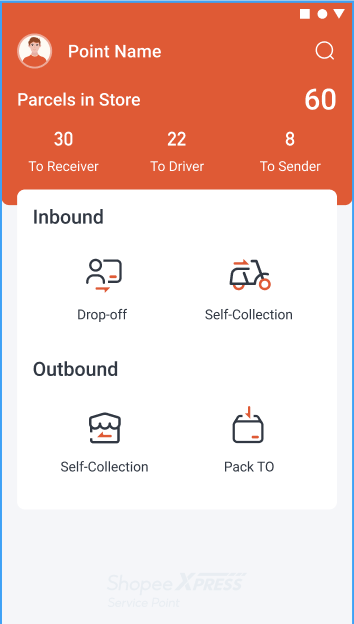 Point Name
Parcels in Store 60
30 22 8
To Receiver To Driver To Sender
Inbound
Drop-off Self-Collection
Outbound
Self-Collection Pack TO
Shopee XPRESS
Service Point